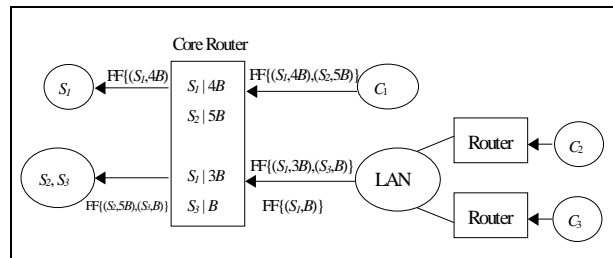 Core Router
FF{(S1,4B)
S1 | 4B
FF{(S1,4B),(S2,5B)}
S1
C1
S2 | 5B
Router
C2
FF{(S1,3B),(S3,B)}
S2, S3
S1 | 3B
LAN
FF{(S2,5B),(S3,B)}
S3 | B
FF{(S1,B)}
Router
C3